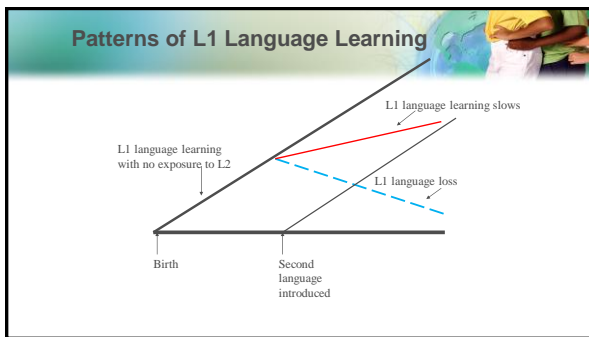 Patterns of L1 Language Learning
L1 language learning slows
L1 language learning
with no exposure to L2
L1 language loss
Birth
Second
language
introduced